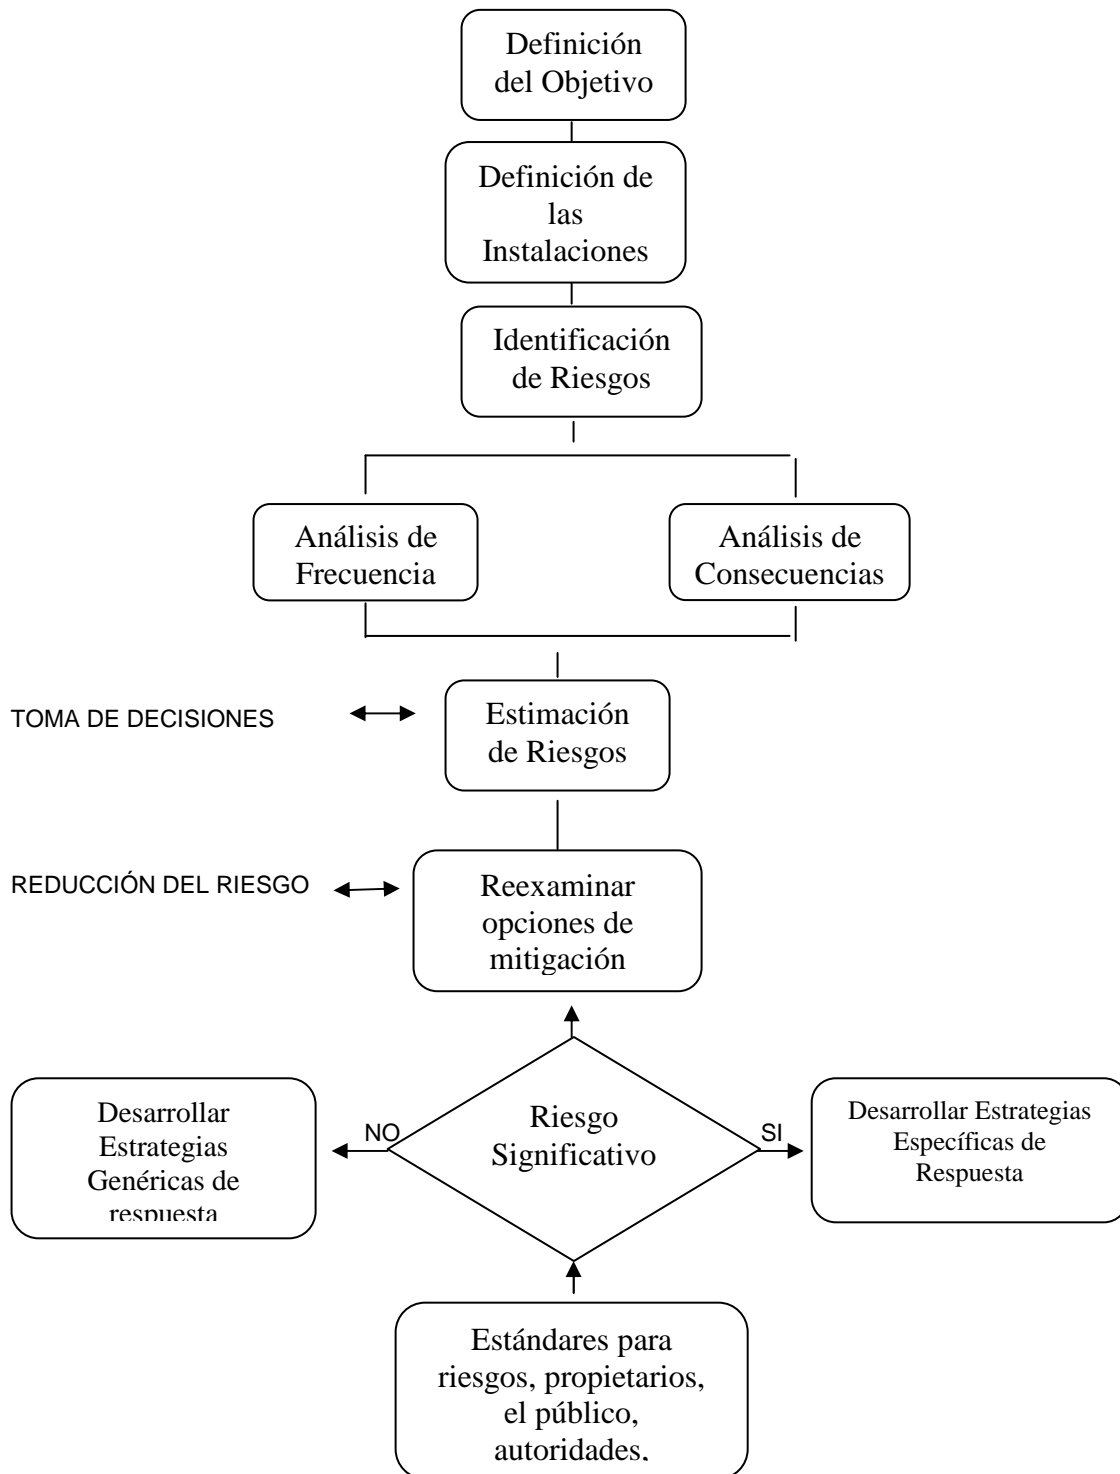 Definición
del Objetivo
Definición de
las
Instalaciones
Identificación
de Riesgos
Análisis de
Frecuencia
Análisis de
Consecuencias
TOMA DE DECISIONES
Estimación
de Riesgos
REDUCCIÓN DEL RIESGO
Reexaminar
opciones de
mitigación
Desarrollar
Estrategias
Genéricas de
respuesta
NO
Riesgo
Significativo
SI
Desarrollar Estrategias
Específicas de
Respuesta
Estándares para
riesgos, propietarios,
el público,
autoridades,